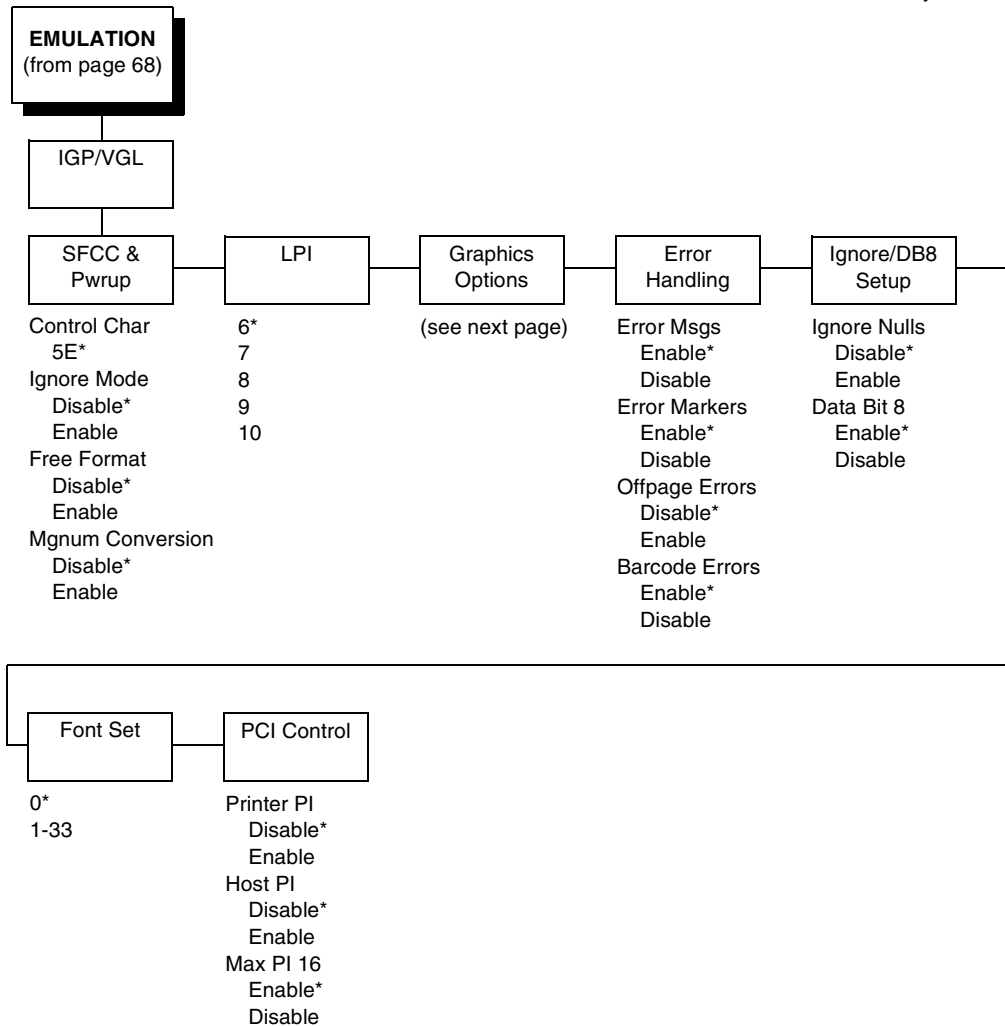 EMULATION
(from page 68)
IGP/VGL
SFCC &
Pwrup
Control Char
5E*
Ignore Mode
Disable*
Enable
Free Format
Disable*
Enable
Mgnum Conversion
Disable*
Enable
LPI
6*
7
8
9
10
Graphics
Options
(see next page)
Error
Handling
Error Msgs
Enable*
Disable
Error Markers
Enable*
Disable
Offpage Errors
Disable*
Enable
Barcode Errors
Enable*
Disable
Ignore/DB8
Setup
Ignore Nulls
Disable*
Enable
Data Bit 8
Enable*
Disable
Font Set
0*
1-33
PCI Control
Printer PI
Disable*
Enable
Host PI
Disable*
Enable
Max PI 16
Enable*
Disable